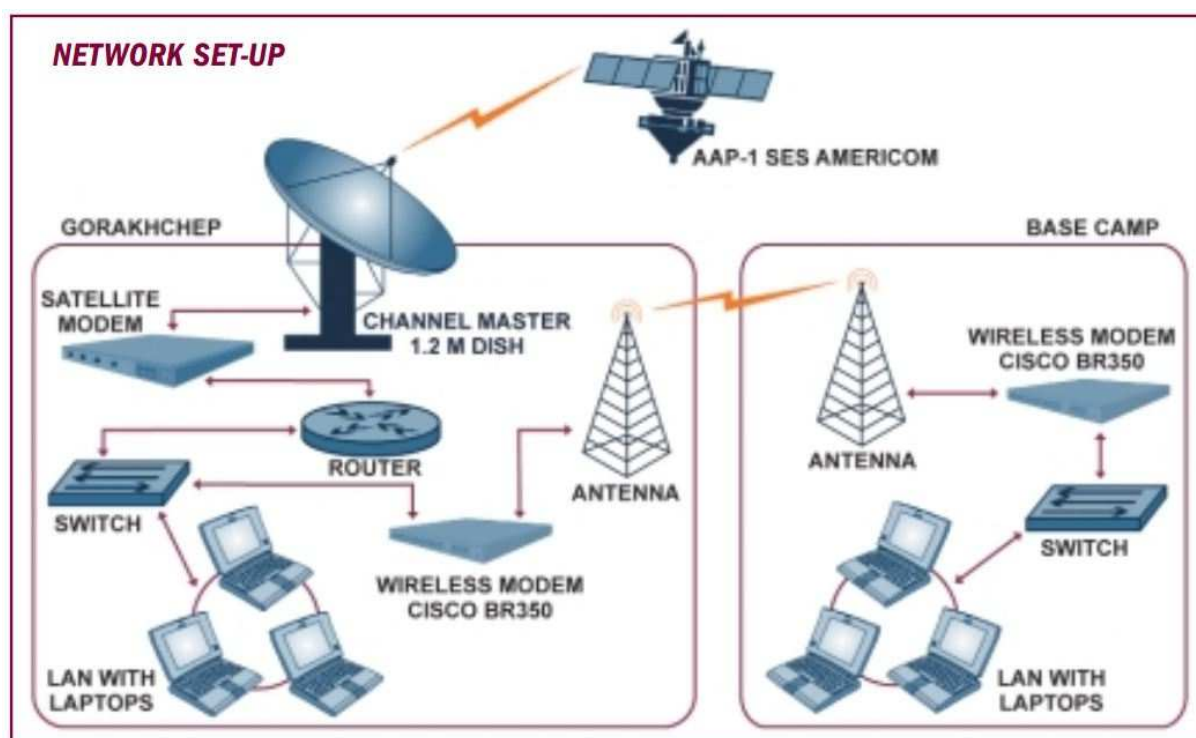 NETWORK SET-UP
AAP-1 SES AMERICOM
GORAKHCHEP
SATELLITE
MODEM
CHANNEL MASTER
1.2 M DISH
ROUTER
SWITCH
ANTENNA
WIRELESS MODEM
CISCO BR350
LAN WITH
LAPTOPS
BASE CAMP
WIRELESS MODEM
CISCO BR350
ANTENNA
SWITCH
LAN WITH
LAPTOPS